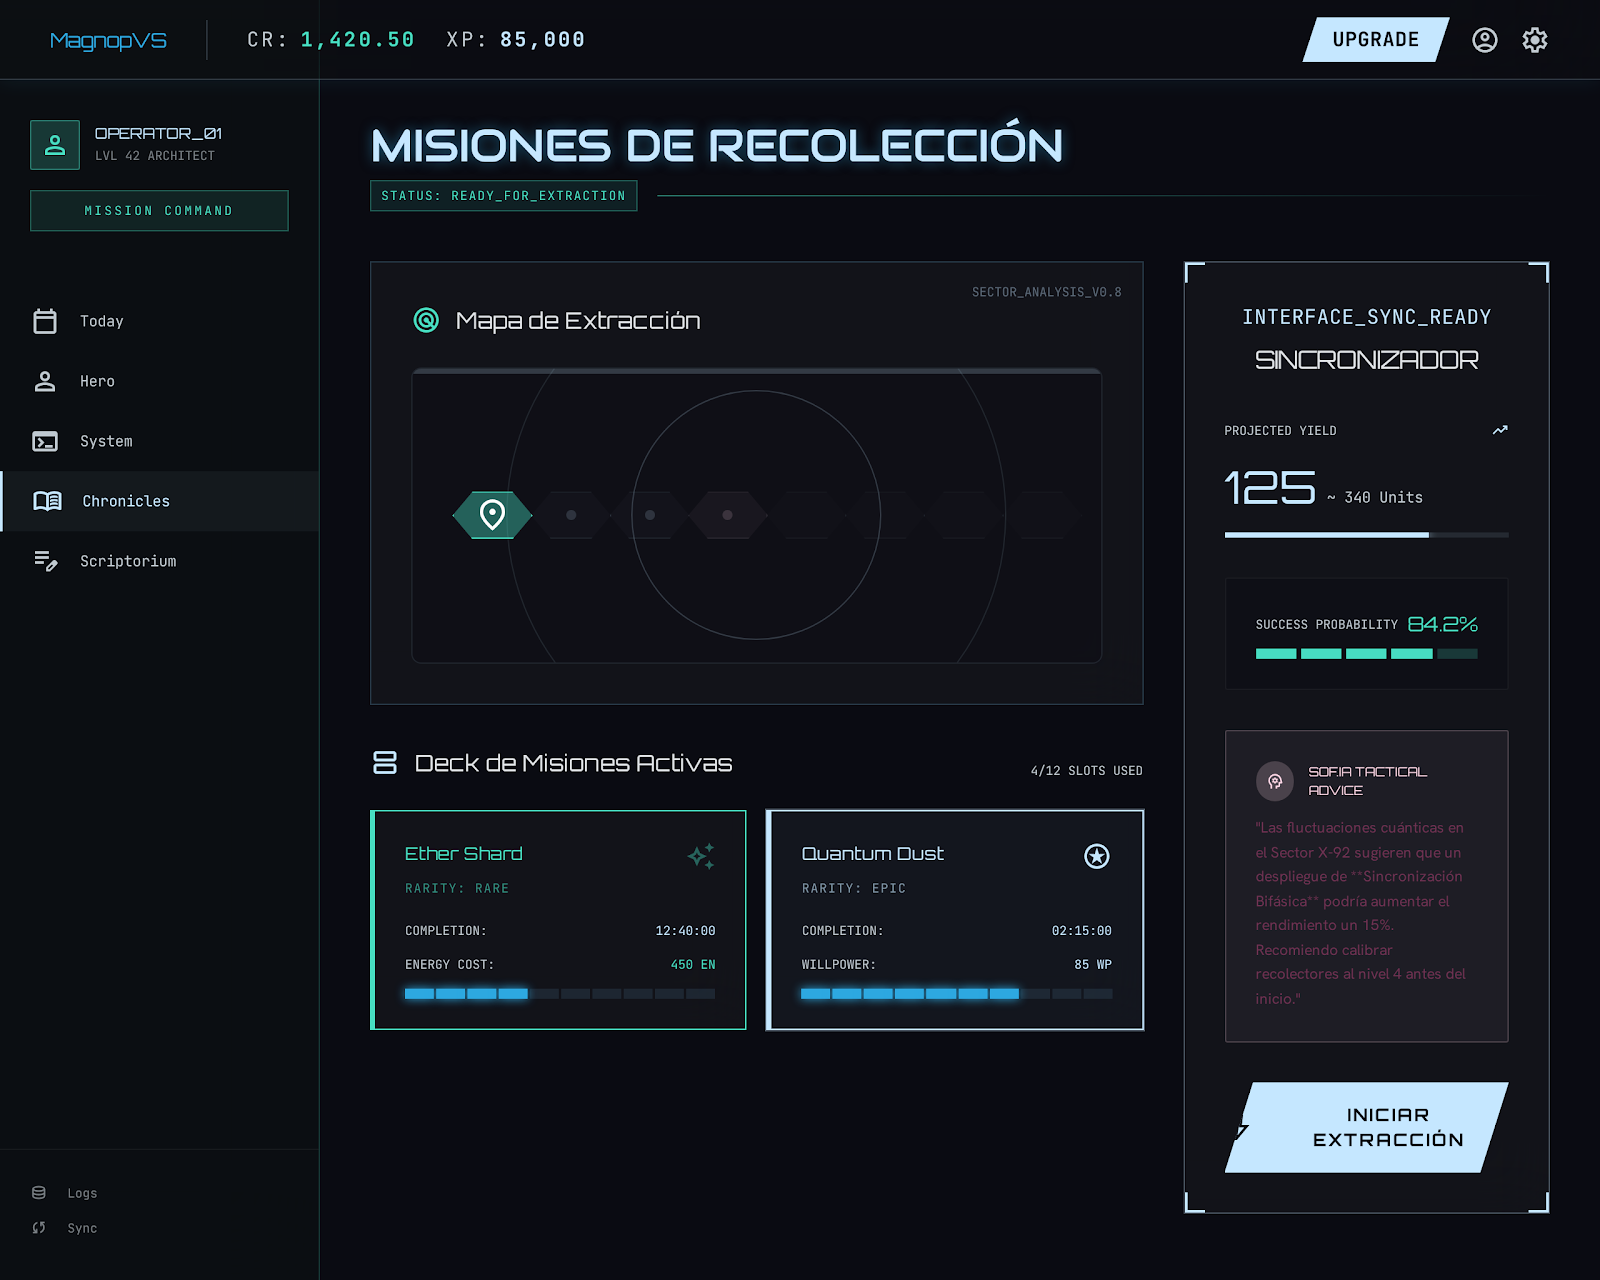 MagnopVS
CR: 1,420.50 XP: 85,000
UPGRADE
OPERATOR_01
LVL 42 ARCHITECT
MISSION COMMAND
Today
Hero
System
Chronicles
Scriptorium
Logs
Sync
MISIONES DE RECOLECCIÓN
STATUS: READY_FOR_EXTRACTION
SECTOR_ANALYSIS_V0.8
Mapa de Extracción
Deck de Misiones Activas
4/12 SLOTS USED
Ether Shard
RARITY: RARE
COMPLETION: 12:40:00
ENERGY COST: 450 EN
Quantum Dust
RARITY: EPIC
COMPLETION: 02:15:00
WILLPOWER: 85 WP
INTERFACE_SYNC_READY
SINCRONIZADOR
PROJECTED YIELD
125 ~ 340 Units
SUCCESS PROBABILITY 84.2%
SOF.IA TACTICAL
ADVICE
"Las fluctuaciones cuánticas en
el Sector X-92 sugieren que un
despliegue de **Sincronización
Bifásica** podría aumentar el
rendimiento un 15%.
Recomiendo calibrar
recolectores al nivel 4 antes del
inicio."
INICIAR
EXTRACCIÓN